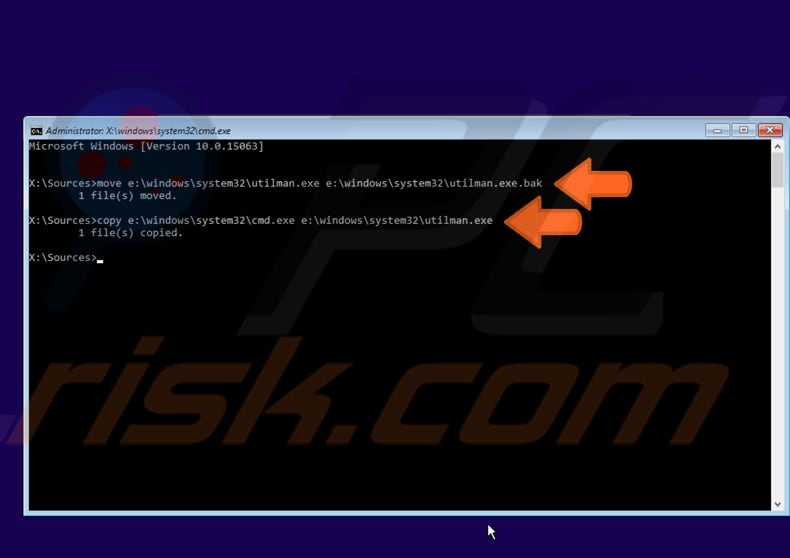 Administrator: X:\windows\system32\cmd.exe
Microsoft Windows [Version 10.0.15063]
X:\Sources>move e:\windows\system32\utilman.exe e:\windows\system32\utilman.exe.bak
1 file(s) moved.
X:\Sources>copy e:\windows\system32\cmd.exe e:\windows\system32\utilman.exe
1 file(s) copied.
X:\Sources>_
PC
risk.com